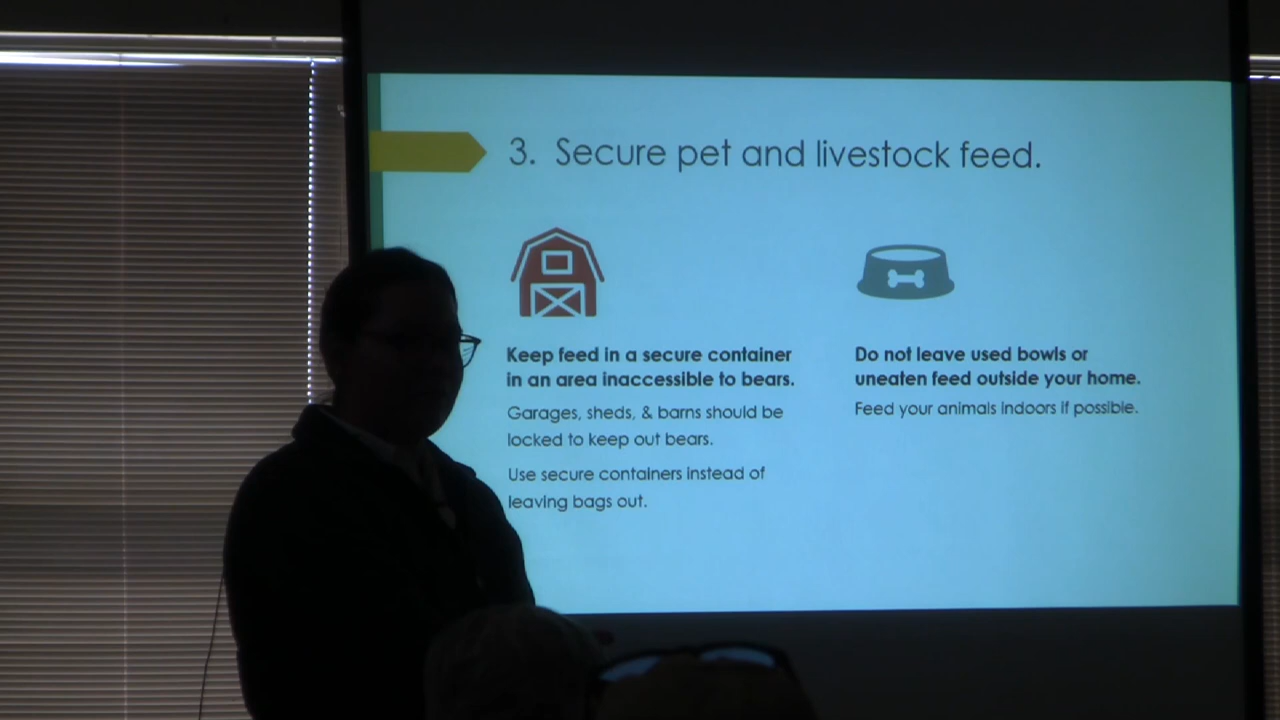 3. Secure pet and livestock feed.
Keep feed in a secure container
in an area inaccessible to bears.
Garages, sheds, & barns should be
locked to keep out bears.
Use secure containers instead of
leaving bags out.
Do not leave used bowls or
uneaten feed outside your home.
Feed your animals indoors if possible.